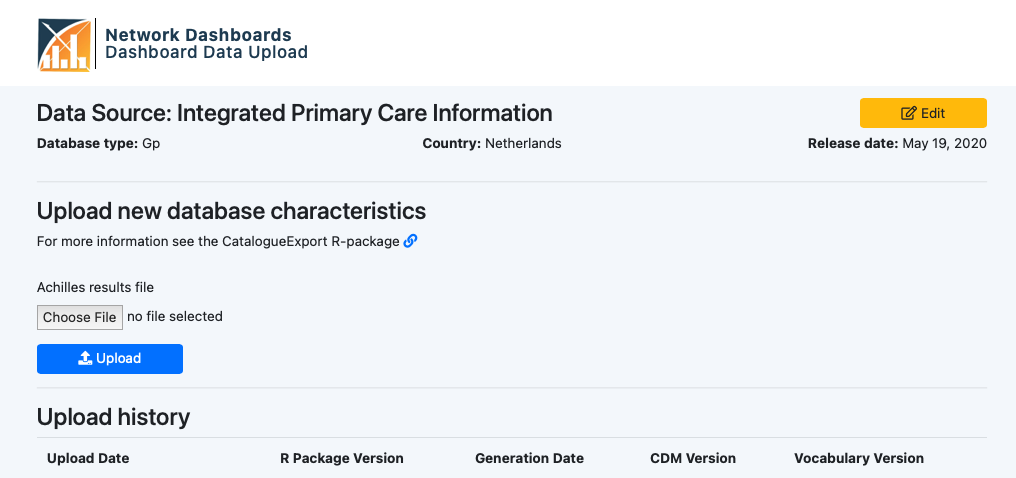 Network Dashboards
Dashboard Data Upload
Data Source: Integrated Primary Care Information
Edit
Database type: Gp
Country: Netherlands
Release date: May 19, 2020
Upload new database characteristics
For more information see the CatalogueExport R-package
Achilles results file
Choose File no file selected
Upload
Upload history
Upload Date R Package Version Generation Date CDM Version Vocabulary Version